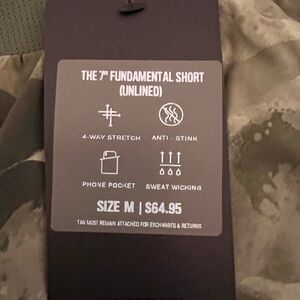 THE 7" FUNDAMENTAL SHORT
(UNLINED)
4-WAY STRETCH ANTI - STINK
PHONE POCKET SWEAT WICKING
SIZE M | $64.95
TAG MUST REMAIN ATTACHED FOR EXCHANGES & RETURNS